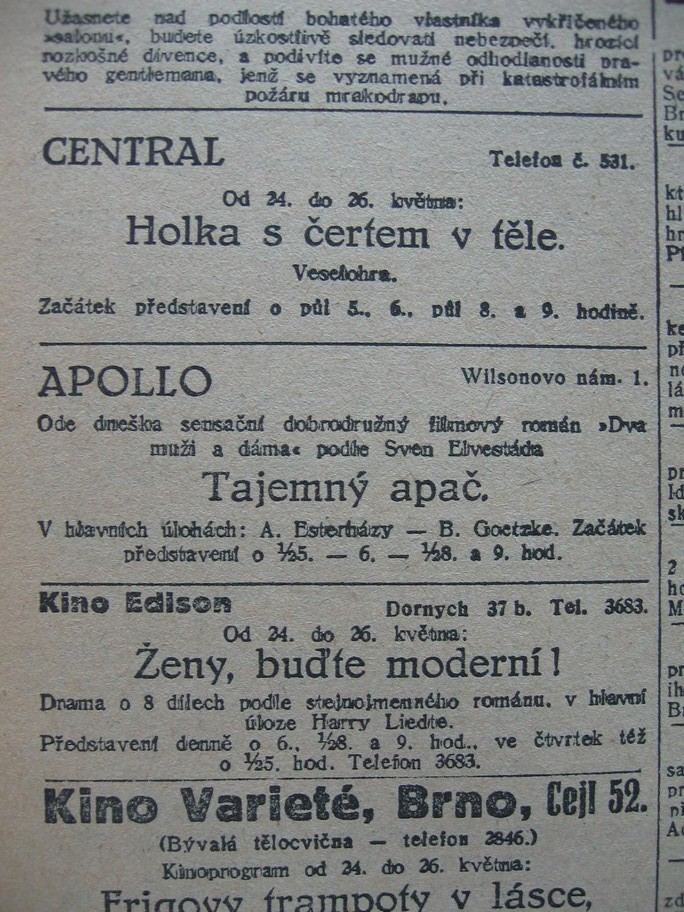 Užasnete nad podlostí bohatého vlastníka vykřičeného
»salonu«, budete úzkostlivě sledovati nebezpečí, hrozící
rozkošné dívence, a podivíte se mužné odhodlanosti pra-
vého gentlemana, jenž se vyznamená při katastrofálním
požáru mrakodrapu.
CENTRAL Telefon č. 531.
Od 24. do 26. května:
Holka s čertem v těle.
Veselohra.
Začátek představení o půl 5., 6., půl 8. a 9. hodině.
APOLLO Wilsonovo nám. 1.
Ode dneška sensační dobrodružný filmový román »Dva
muži a dáma« podle Sven Elvestáda
Tajemný apač.
V hlavních úlohách: A. Esterházy — B. Goetzke. Začátek
představení o ½5. — 6. — ½8. a 9. hod.
Kino Edison Dornych 37 b. Tel. 3683.
Od 24. do 26. května:
Ženy, buďte moderní!
Drama o 8 dílech podle stejnojmenného románu, v hlavní
úloze Harry Liedte.
Představení denně o 6., ½8. a 9. hod., ve čtvrtek též
o ½5. hod. Telefon 3683.
Kino Varieté, Brno, Cejl 52.
(Bývalá tělocvična — telefon 2846.)
Kinoprogram od 24. do 26. května:
Frigovy trampoty v lásce,